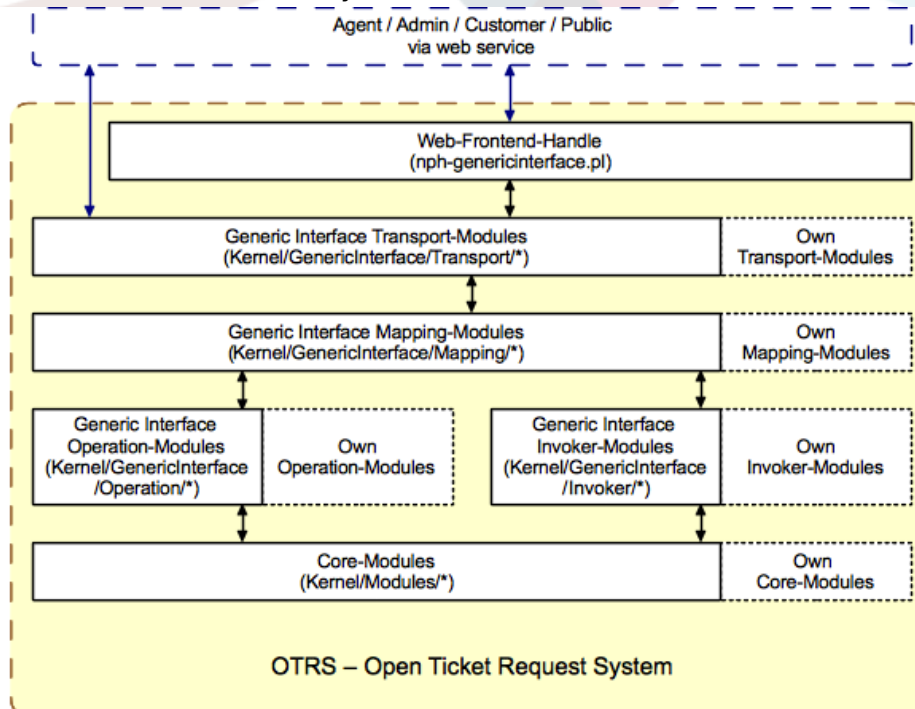 Agent / Admin / Customer / Public
via web service
Web-Frontend-Handle
(nph-genericinterface.pl)
Generic Interface Transport-Modules
(Kernel/GenericInterface/Transport/*)
Own
Transport-Modules
Generic Interface Mapping-Modules
(Kernel/GenericInterface/Mapping/*)
Own
Mapping-Modules
Generic Interface
Operation-Modules
(Kernel/GenericInterface
/Operation/*)
Own
Operation-Modules
Generic Interface
Invoker-Modules
(Kernel/GenericInterface
/Invoker/*)
Own
Invoker-Modules
Core-Modules
(Kernel/Modules/*)
Own
Core-Modules
OTRS – Open Ticket Request System